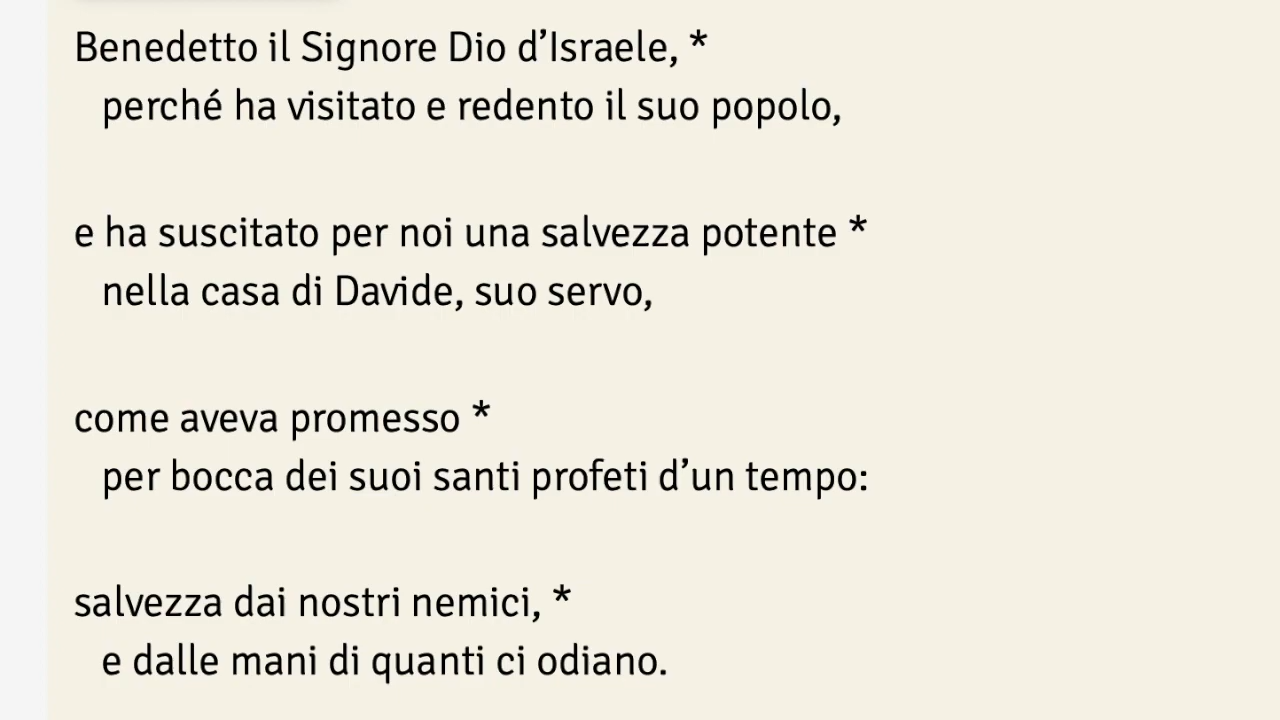 Benedetto il Signore Dio d’Israele, *
perché ha visitato e redento il suo popolo,
e ha suscitato per noi una salvezza potente *
nella casa di Davide, suo servo,
come aveva promesso *
per bocca dei suoi santi profeti d’un tempo:
salvezza dai nostri nemici, *
e dalle mani di quanti ci odiano.